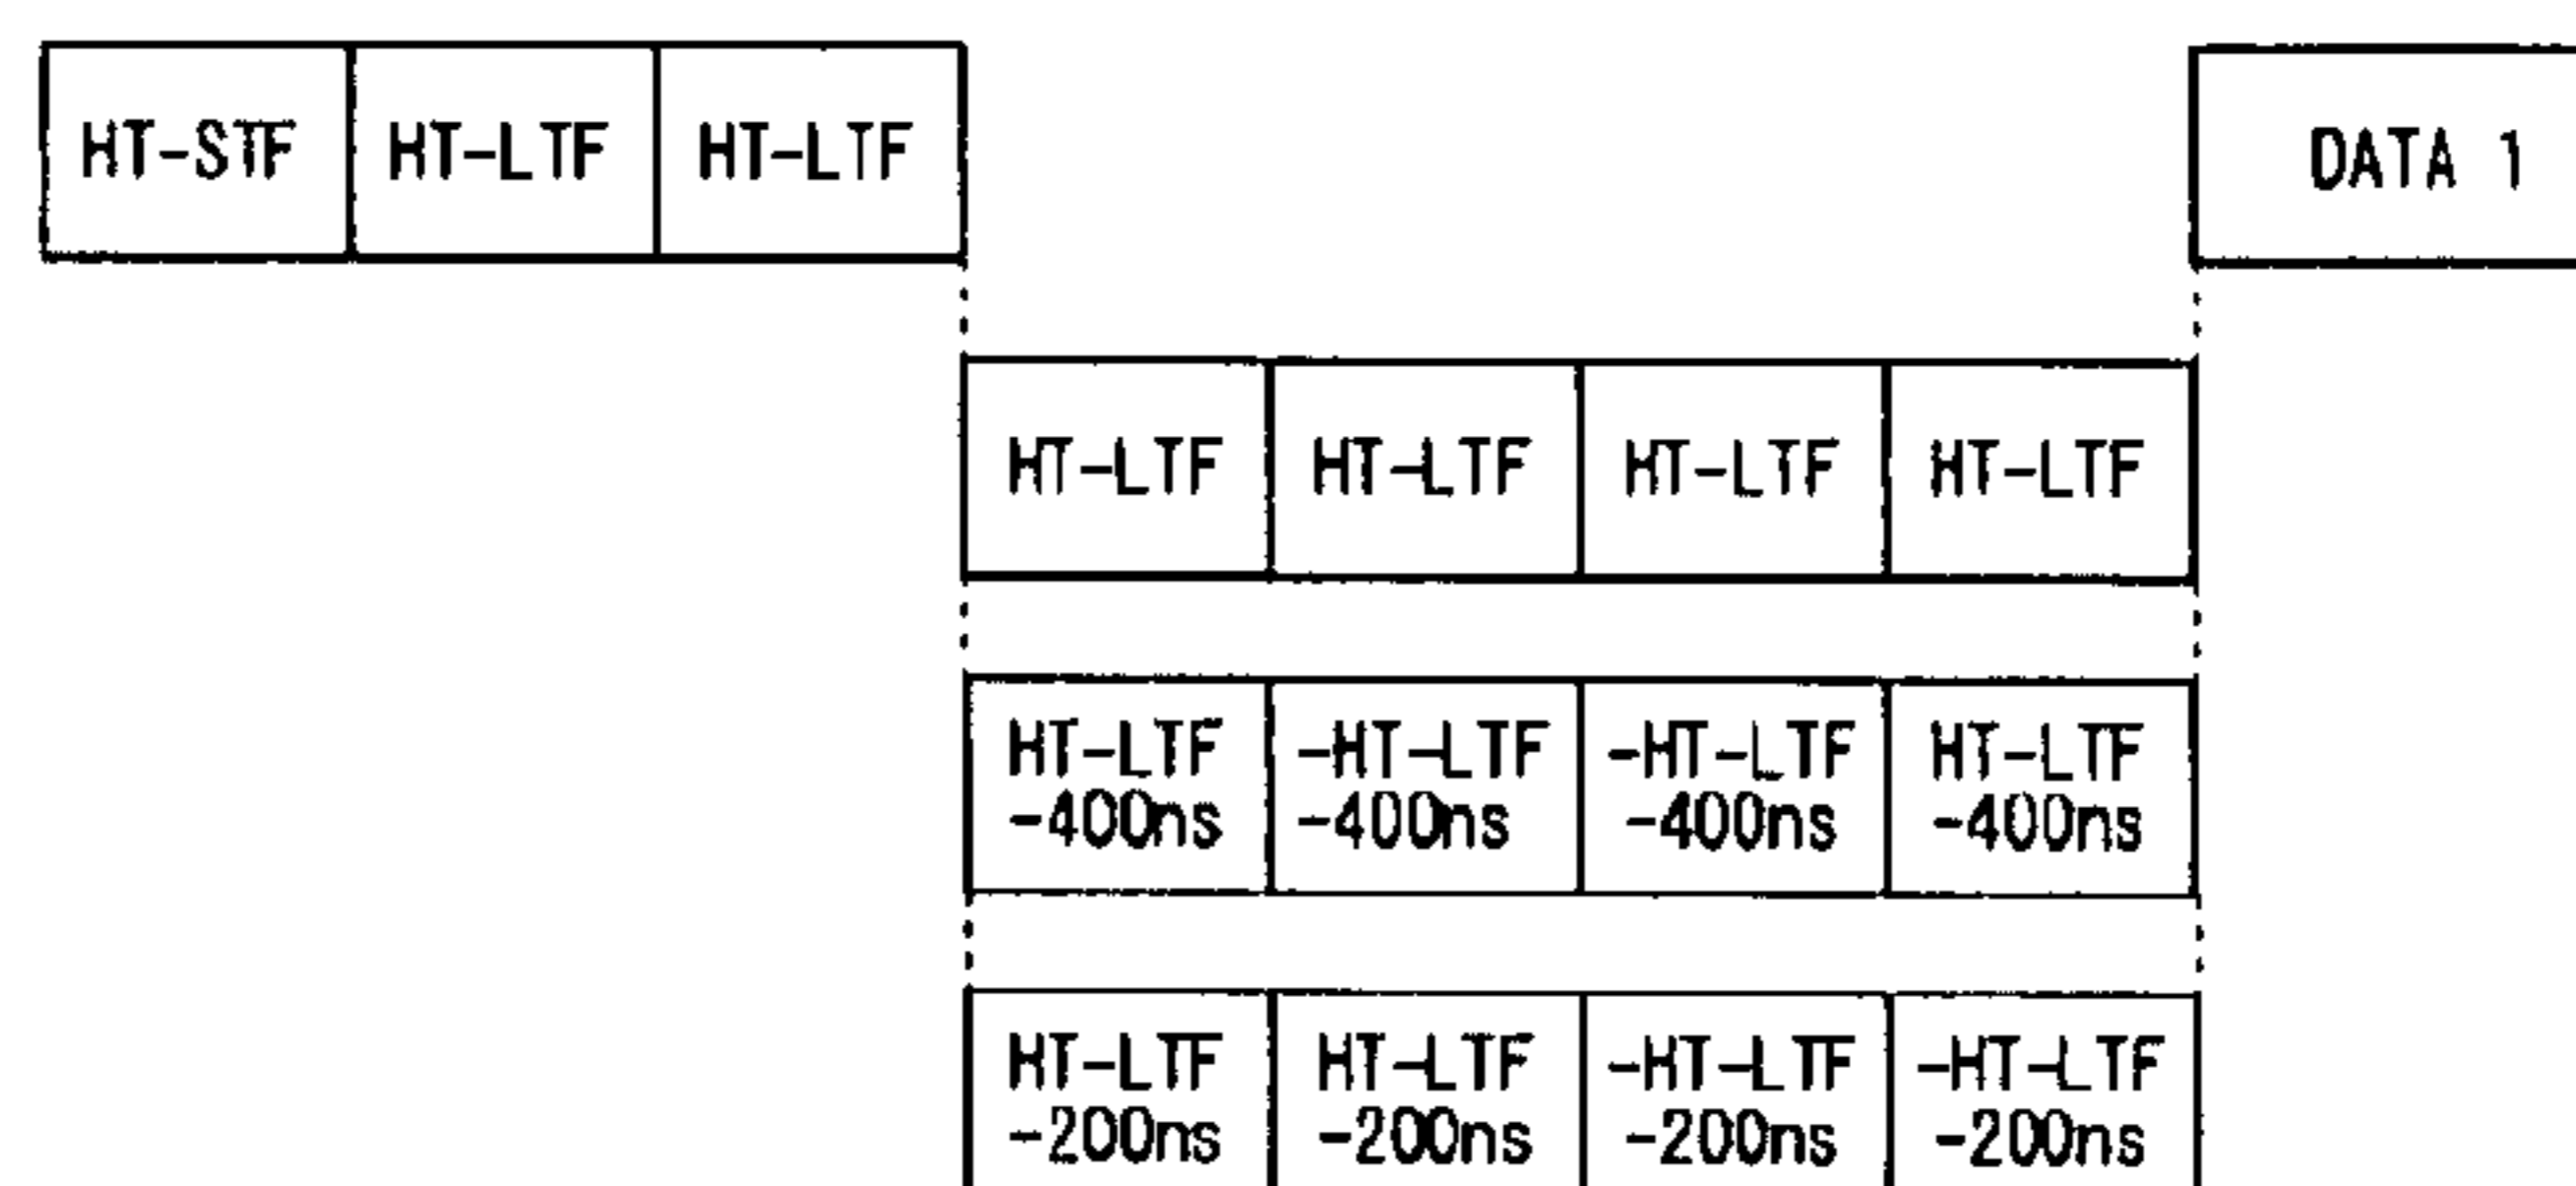 HT-STF HT-LTF HT-LTF DATA 1
HT-LTF HT-LTF HT-LTF HT-LTF
HT-LTF -HT-LTF -HT-LTF HT-LTF
-400ns -400ns -400ns -400ns
HT-LTF HT-LTF -HT-LTF -HT-LTF
-200ns -200ns -200ns -200ns